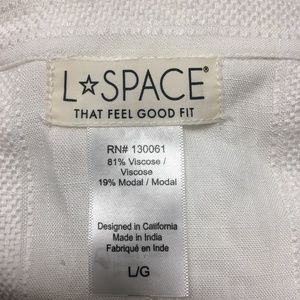 L☆SPACE®
THAT FEEL GOOD FIT
RN# 130061
81% Viscose /
Viscose
19% Modal / Modal
Designed in California
Made in India
Fabriqué en Inde
L/G